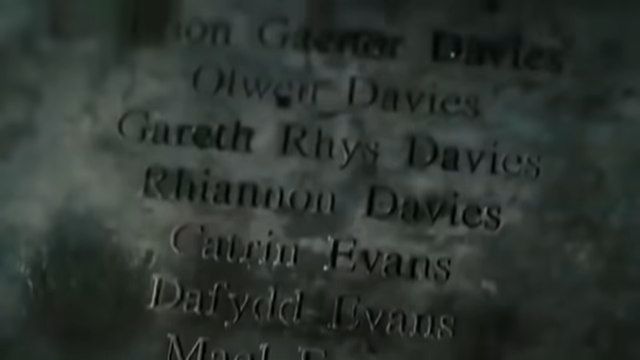 Davies
Olwen Davies
Gareth Rhys Davies
Rhiannon Davies
Catrin Evans
Dafydd Evans